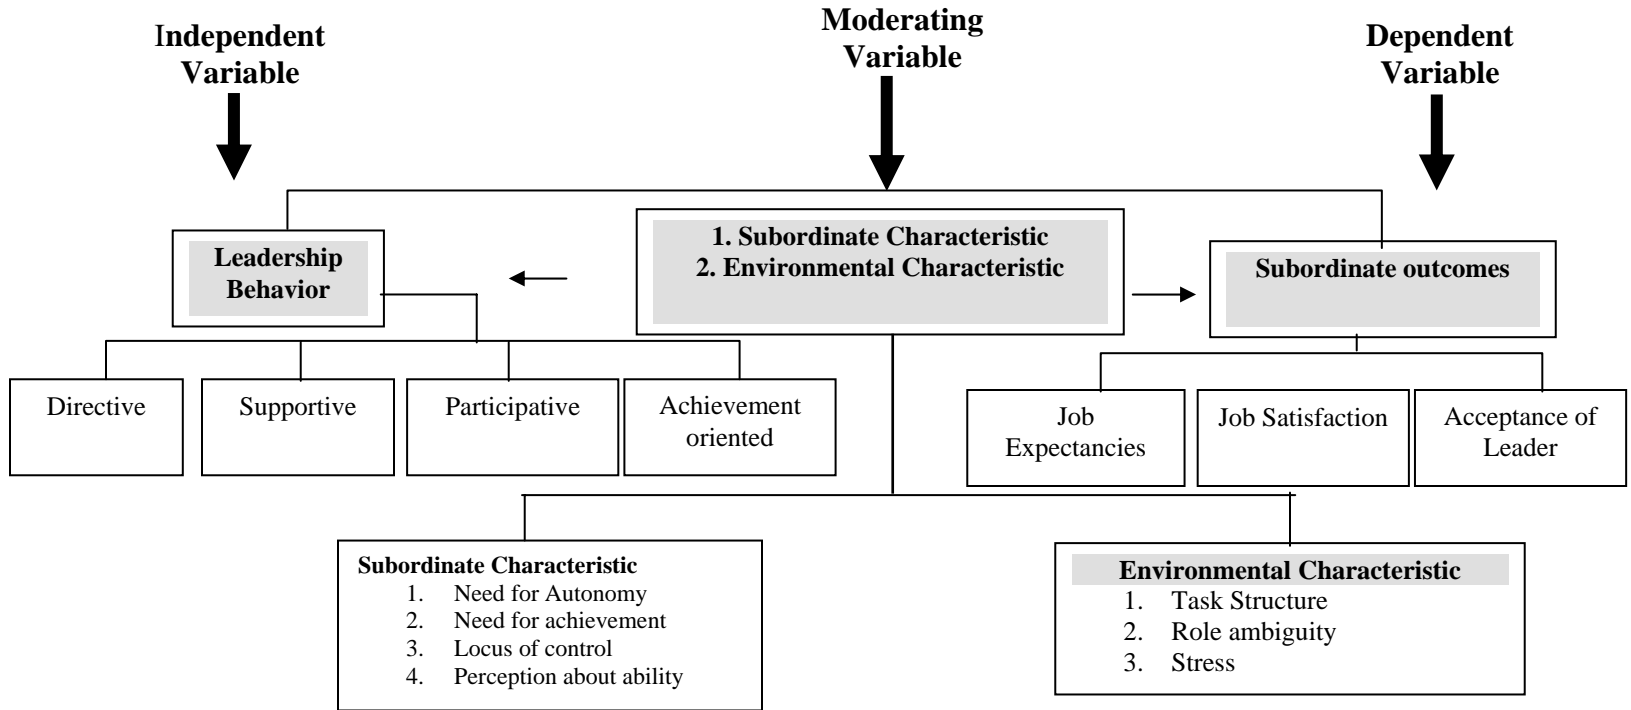 Independent
Variable
Moderating
Variable
Dependent
Variable
Leadership
Behavior
1. Subordinate Characteristic
2. Environmental Characteristic
Subordinate outcomes
Directive
Supportive
Participative
Achievement
oriented
Job
Expectancies
Job Satisfaction
Acceptance of
Leader
Subordinate Characteristic
1. Need for Autonomy
2. Need for achievement
3. Locus of control
4. Perception about ability
Environmental Characteristic
1. Task Structure
2. Role ambiguity
3. Stress